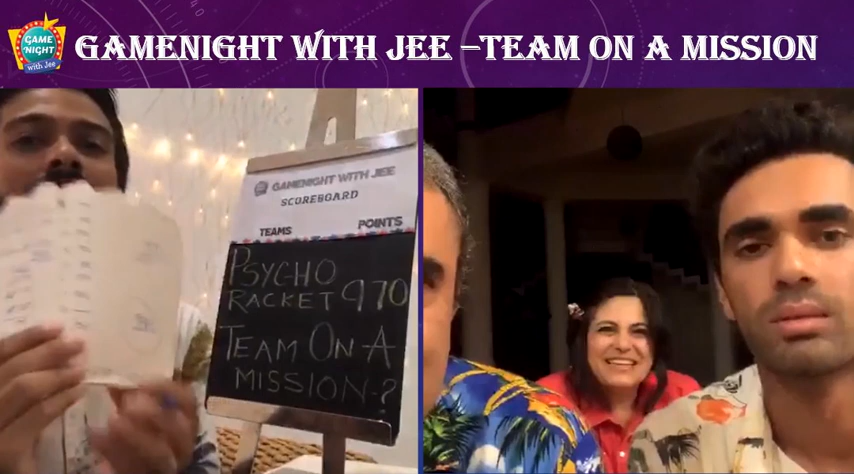 GAME
NIGHT
with Jee
GAMENIGHT WITH JEE –TEAM ON A MISSION
GAMENIGHT WITH JEE
SCOREBOARD
TEAMS POINTS
PSYCHO
RACKET 970
TEAM ON A
MISSION-?